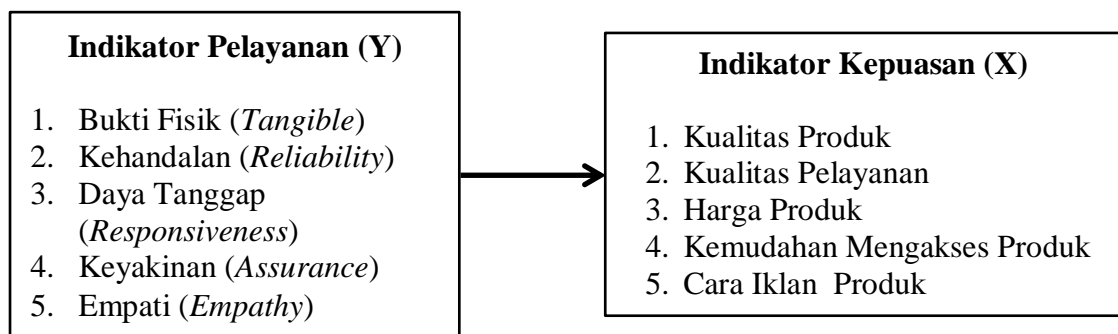 Indikator Pelayanan (Y)
1. Bukti Fisik (Tangible)
2. Kehandalan (Reliability)
3. Daya Tanggap
(Responsiveness)
4. Keyakinan (Assurance)
5. Empati (Empathy)
Indikator Kepuasan (X)
1. Kualitas Produk
2. Kualitas Pelayanan
3. Harga Produk
4. Kemudahan Mengakses Produk
5. Cara Iklan Produk